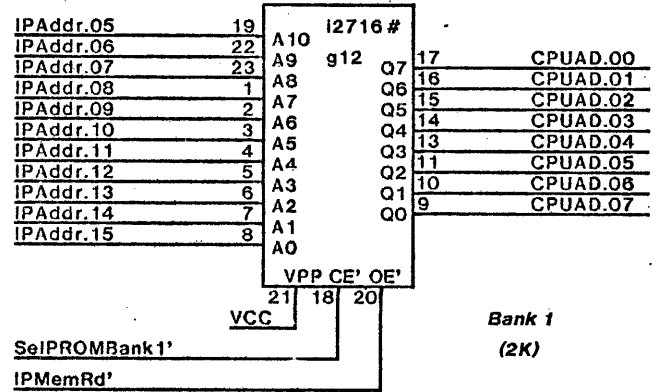 i2716#
g12
IPAddr.05 19 A10
IPAddr.06 22 A9
IPAddr.07 23 A8
IPAddr.08 1 A7
IPAddr.09 2 A6
IPAddr.10 3 A5
IPAddr.11 4 A4
IPAddr.12 5 A3
IPAddr.13 6 A2
IPAddr.14 7 A1
IPAddr.15 8 A0
Q7 17 CPUAD.00
Q6 16 CPUAD.01
Q5 15 CPUAD.02
Q4 14 CPUAD.03
Q3 13 CPUAD.04
Q2 11 CPUAD.05
Q1 10 CPUAD.06
Q0 9 CPUAD.07
VPP CE' OE'
21 18 20
VCC
SelPROMBank1'
IPMemRd'
Bank 1
(2K)